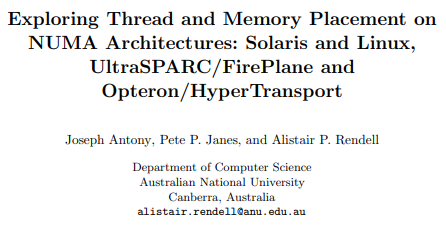 Exploring Thread and Memory Placement on
NUMA Architectures: Solaris and Linux,
UltraSPARC/FirePlane and
Opteron/HyperTransport
Joseph Antony, Pete P. Janes, and Alistair P. Rendell
Department of Computer Science
Australian National University
Canberra, Australia
alistair.rendell@anu.edu.au